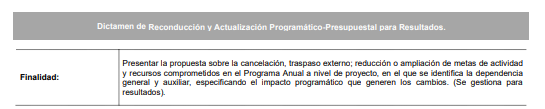 Dictamen de Reconducción y Actualización Programático-Presupuestal para Resultados.
Presentar la propuesta sobre la cancelación, traspaso externo; reducción o ampliación de metas de actividad
y recursos comprometidos en el Programa Anual a nivel de proyecto, en el que se identifica la dependencia
Finalidad:
general y auxiliar, especificando el impacto programático que generen los cambios. (Se gestiona para
resultados).